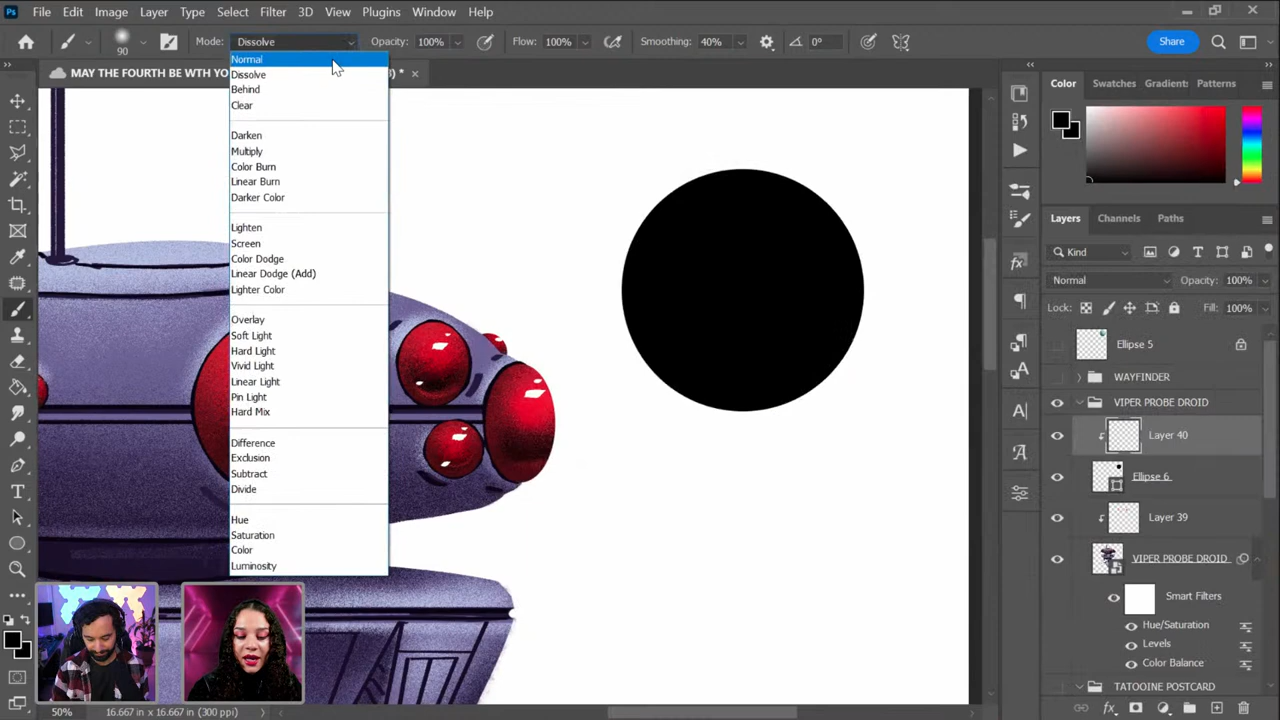 Ps File Edit Image Layer Type Select Filter 3D View Plugins Window Help
90 Mode: Dissolve Opacity: 100% Flow: 100% Smoothing: 40% 0° Share
MAY THE FOURTH BE WTH YO *
Normal
Dissolve
Behind
Clear
Darken
Multiply
Color Burn
Linear Burn
Darker Color
Lighten
Screen
Color Dodge
Linear Dodge (Add)
Lighter Color
Overlay
Soft Light
Hard Light
Vivid Light
Linear Light
Pin Light
Hard Mix
Difference
Exclusion
Subtract
Divide
Hue
Saturation
Color
Luminosity
Color Swatches Gradients Patterns
Layers Channels Paths
Kind
Normal Opacity: 100%
Lock: Fill: 100%
Ellipse 5
WAYFINDER
VIPER PROBE DROID
Layer 40
Ellipse 6
Layer 39
VIPER PROBE DROID
Smart Filters
Hue/Saturation
Levels
Color Balance
TATOOINE POSTCARD
50% 16.667 in x 16.667 in (300 ppi)